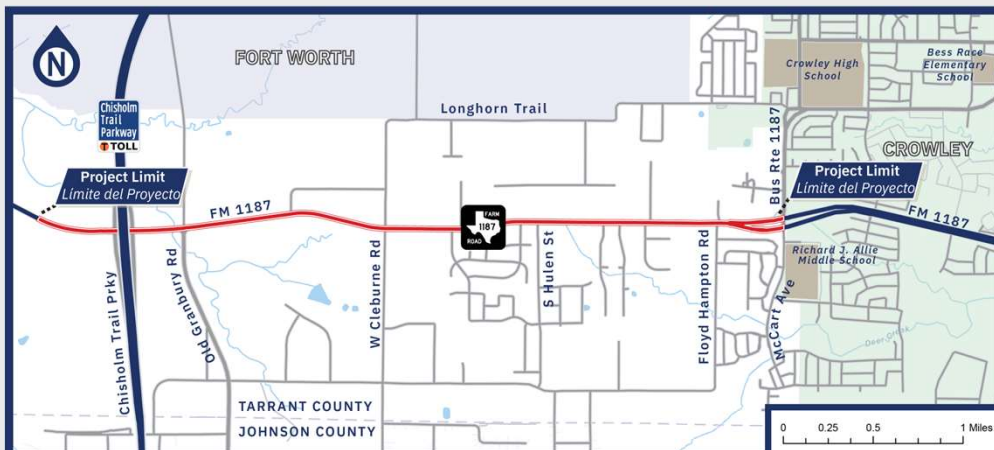 N
FORT WORTH
Crowley High
School
Bess Race
Elementary
School
Chisholm
Trail
Parkway
TOLL
Longhorn Trail
Bus Rte 1187
CROWLEY
Project Limit
Límite del Proyecto
Project Limit
Límite del Proyecto
FM 1187
FARM
1187
ROAD
FM 1187
Chisholm Trail Prky
Old Granbury Rd
W Cleburne Rd
S Hulen St
Floyd Hampton Rd
McCart Ave
Richard J. Allie
Middle School
Deer Creek
TARRANT COUNTY
JOHNSON COUNTY
0 0.25 0.5 1 Miles